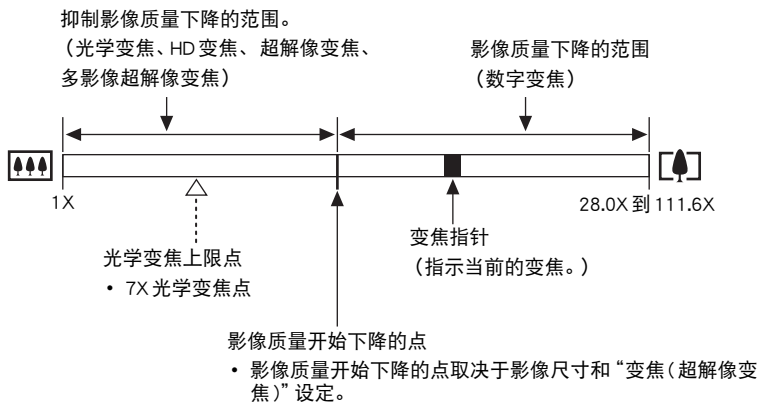 抑制影像质量下降的范围。
（光学变焦、HD变焦、超解像变焦、
多影像超解像变焦）
影像质量下降的范围
（数字变焦）
1X
28.0X 到 111.6X
光学变焦上限点
• 7X 光学变焦点
变焦指针
（指示当前的变焦。）
影像质量开始下降的点
• 影像质量开始下降的点取决于影像尺寸和“变焦（超解像变
焦）”设定。